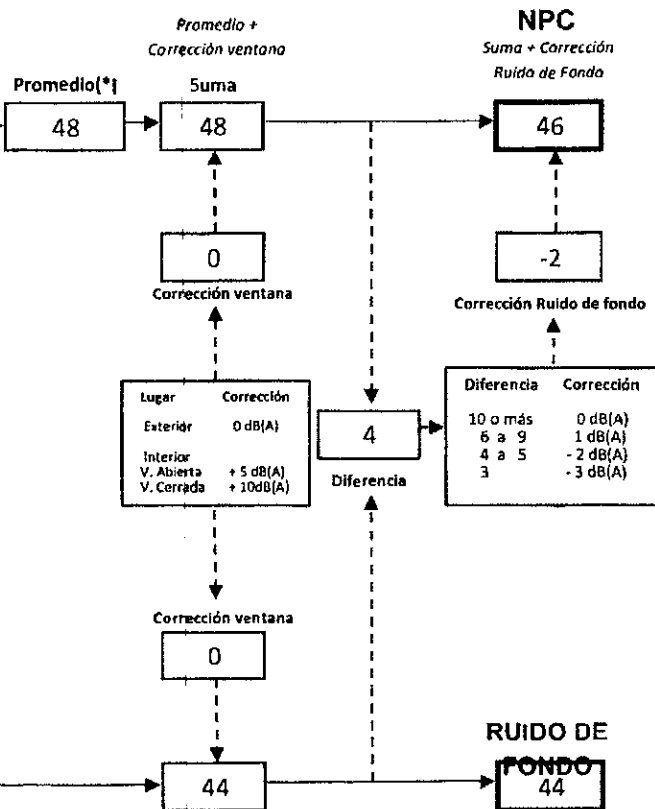 Promedio +
Corrección ventana
NPC
Suma + Corrección
Ruido de Fondo
Promedio(*)
Suma
48
48
46
0
-2
Corrección ventana
Corrección Ruido de fondo
Lugar Corrección
Exterior 0 dB(A)
Interior
V. Abierta + 5 dB(A)
V. Cerrada + 10dB(A)
4
Diferencia
Diferencia Corrección
10 o más 0 dB(A)
6 a 9 1 dB(A)
4 a 5 - 2 dB(A)
3 - 3 dB(A)
Corrección ventana
0
RUIDO DE
FONDO
44
44